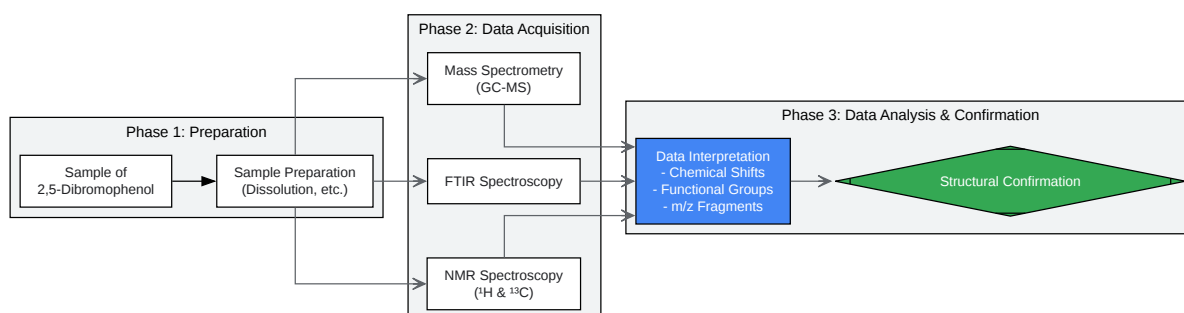 Phase 1: Preparation
Sample of
2,5-Dibromophenol
Sample Preparation
(Dissolution, etc.)
Phase 2: Data Acquisition
Mass Spectrometry
(GC-MS)
FTIR Spectroscopy
NMR Spectroscopy
(¹H & ¹³C)
Phase 3: Data Analysis & Confirmation
Data Interpretation
- Chemical Shifts
- Functional Groups
- m/z Fragments
Structural Confirmation